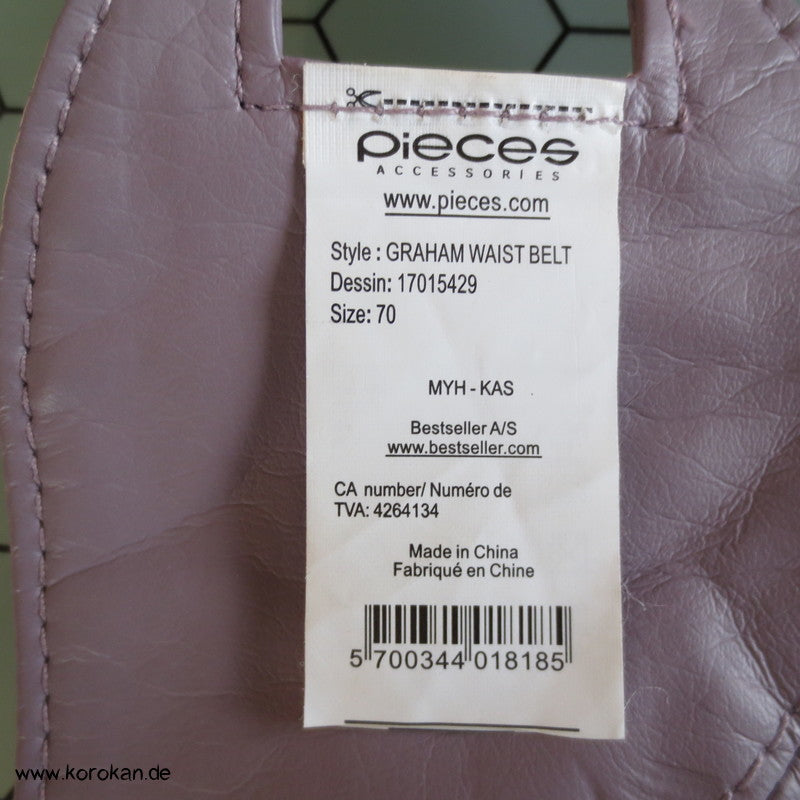 Pieces
ACCESSORIES
www.pieces.com
Style : GRAHAM WAIST BELT
Dessin: 17015429
Size: 70
MYH - KAS
Bestseller A/S
www.bestseller.com
CA number/ Numéro de
TVA: 4264134
Made in China
Fabriqué en Chine
5 700344 018185
www.korokan.de